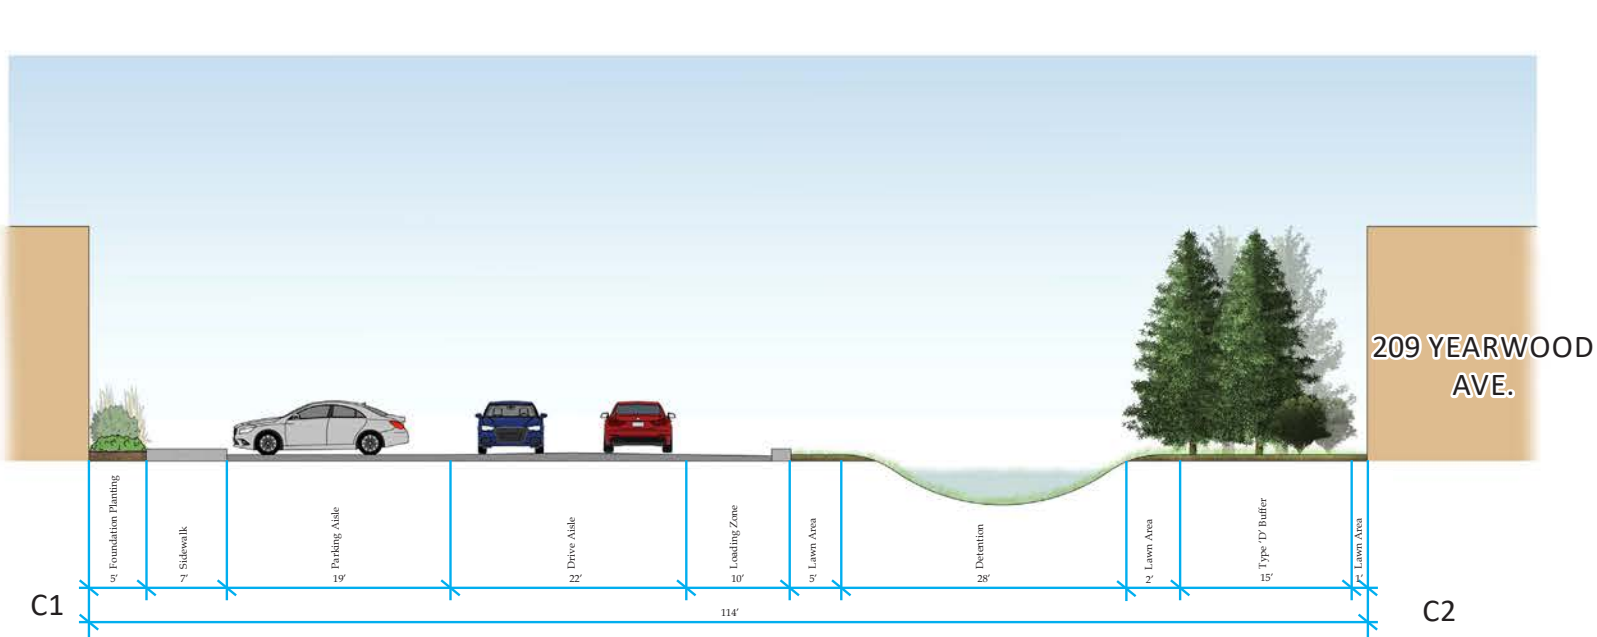 209 YEARWOOD
AVE.
Foundation Planting
5'
Sidewalk
7'
Parking Aisle
19'
Drive Aisle
22'
Loading Zone
10'
Lawn Area
5'
Detention
28'
Lawn Area
2'
Type 'D' Buffer
15'
Lawn Area
1'
C1
114'
C2